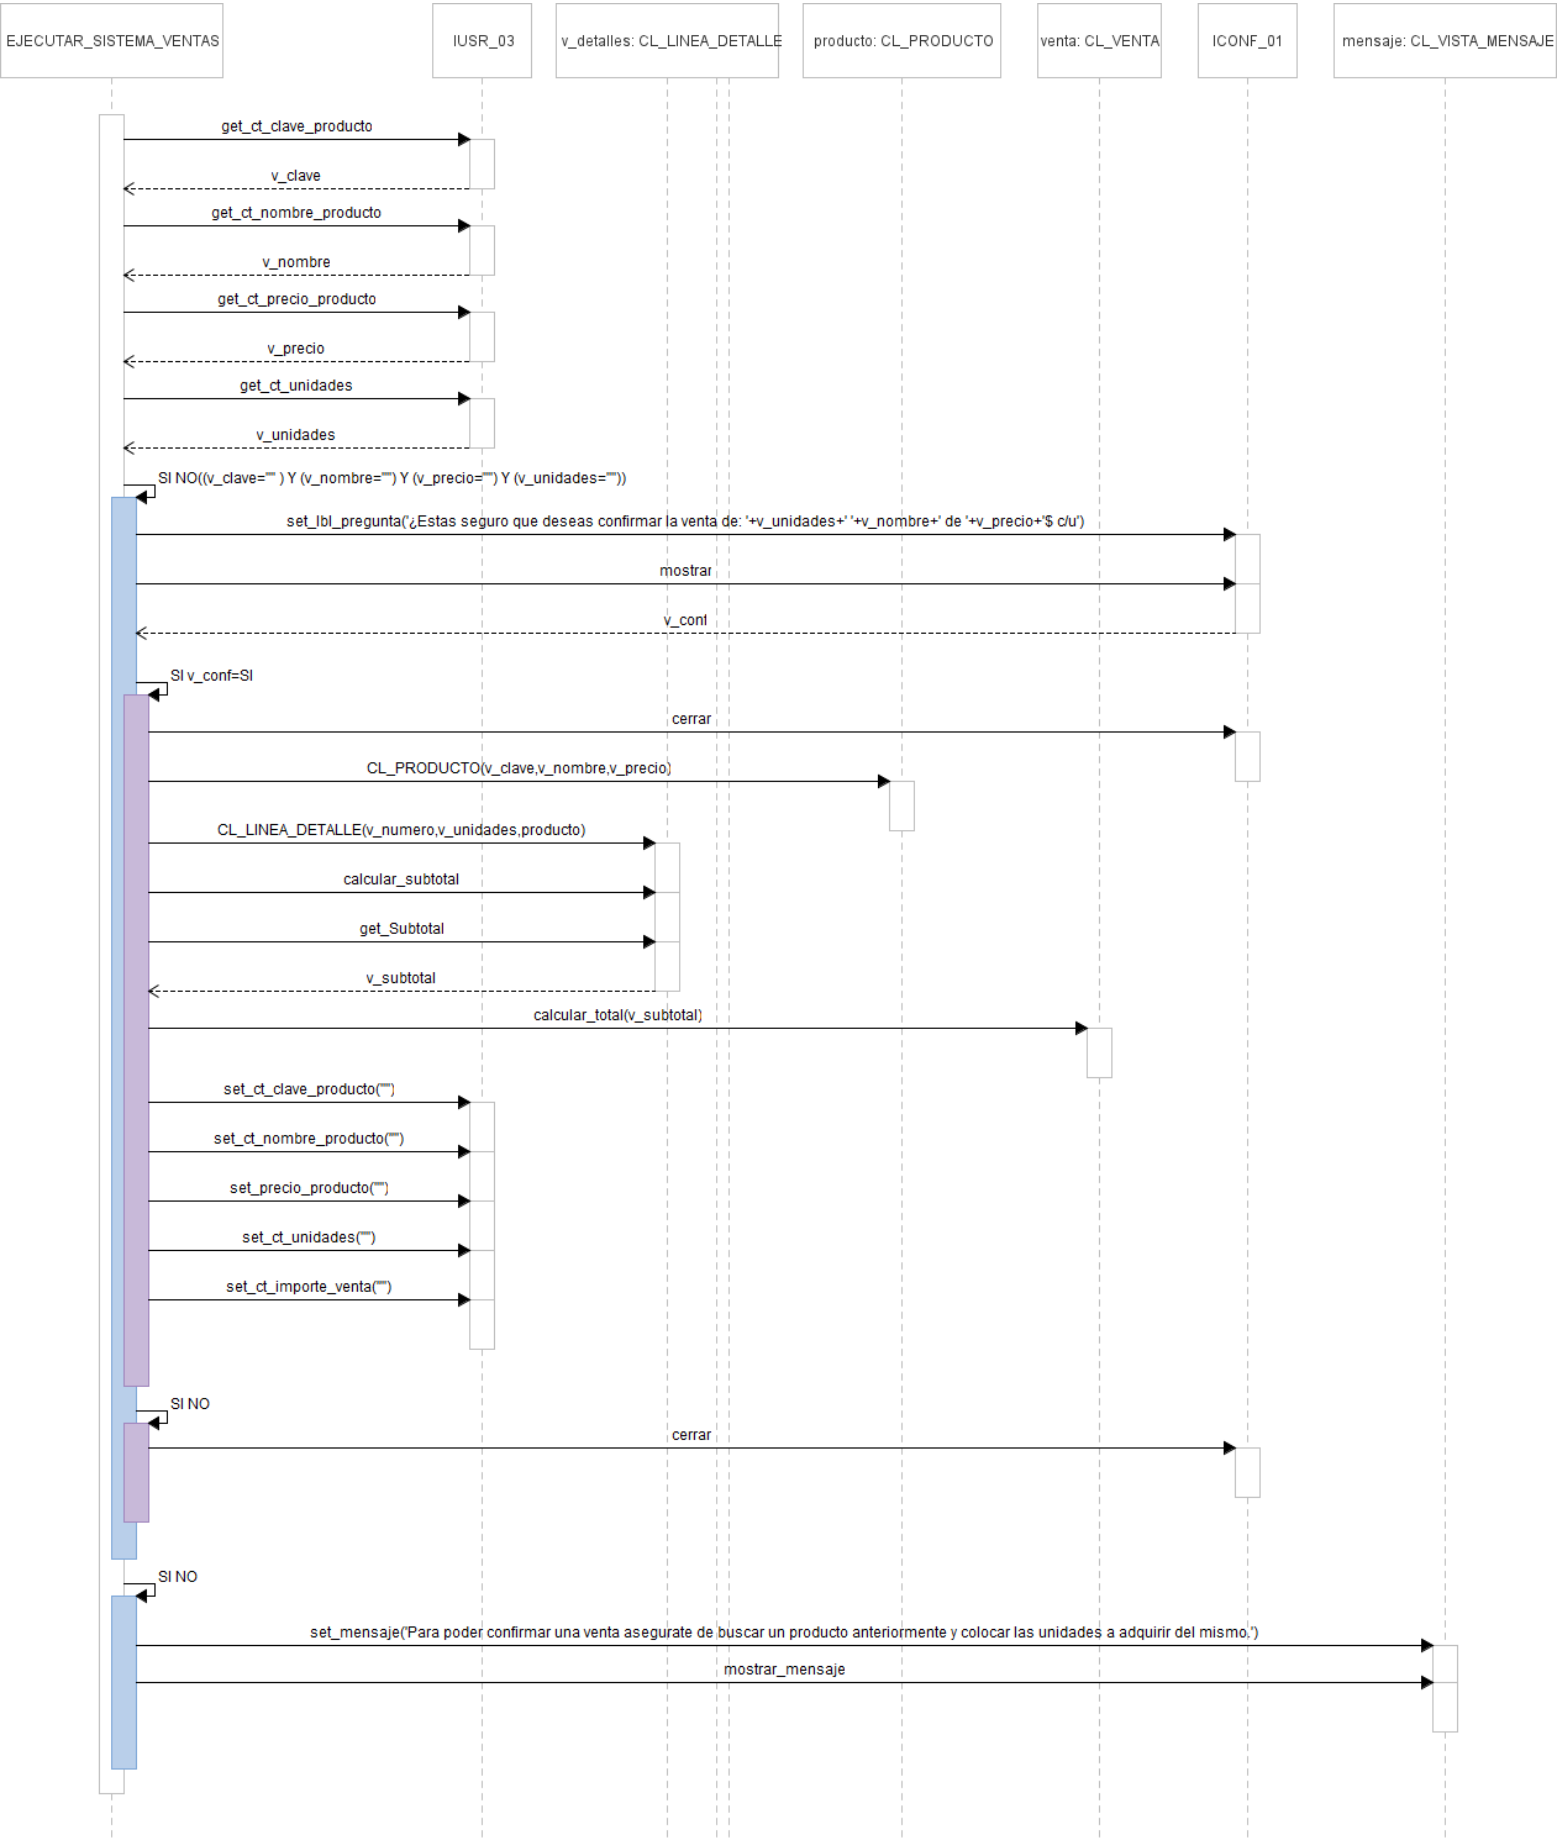 EJECUTAR_SISTEMA_VENTAS
IUSR_03
v_detalles: CL_LINEA_DETALLE
producto: CL_PRODUCTO
venta: CL_VENTA
ICONF_01
mensaje: CL_VISTA_MENSAJE
get_ct_clave_producto
v_clave
get_ct_nombre_producto
v_nombre
get_ct_precio_producto
v_precio
get_ct_unidades
v_unidades
SI NO((v_clave="" ) Y (v_nombre="") Y (v_precio="") Y (v_unidades=""))
set_lbl_pregunta('¿Estas seguro que deseas confirmar la venta de: '+v_unidades+' '+v_nombre+' de '+v_precio+'$ c/u')
mostrar
v_conf
SI v_conf=SI
cerrar
CL_PRODUCTO(v_clave,v_nombre,v_precio)
CL_LINEA_DETALLE(v_numero,v_unidades,producto)
calcular_subtotal
get_Subtotal
v_subtotal
calcular_total(v_subtotal)
set_ct_clave_producto("")
set_ct_nombre_producto("")
set_precio_producto("")
set_ct_unidades("")
set_ct_importe_venta("")
SI NO
cerrar
SI NO
set_mensaje('Para poder confirmar una venta asegurate de buscar un producto anteriormente y colocar las unidades a adquirir del mismo.')
mostrar_mensaje